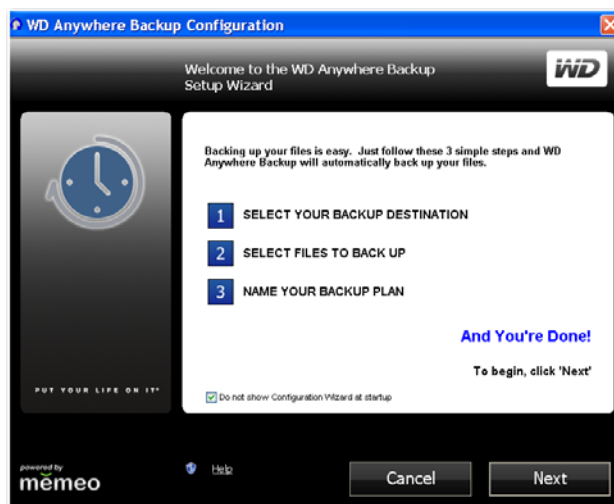 WD Anywhere Backup Configuration
Welcome to the WD Anywhere Backup
Setup Wizard
WD
Backing up your files is easy. Just follow these 3 simple steps and WD
Anywhere Backup will automatically back up your files.
1 SELECT YOUR BACKUP DESTINATION
2 SELECT FILES TO BACK UP
3 NAME YOUR BACKUP PLAN
And You're Done!
To begin, click 'Next'
Do not show Configuration Wizard at startup
PUT YOUR LIFE ON IT®
powered by
mēmeo
Help
Cancel
Next